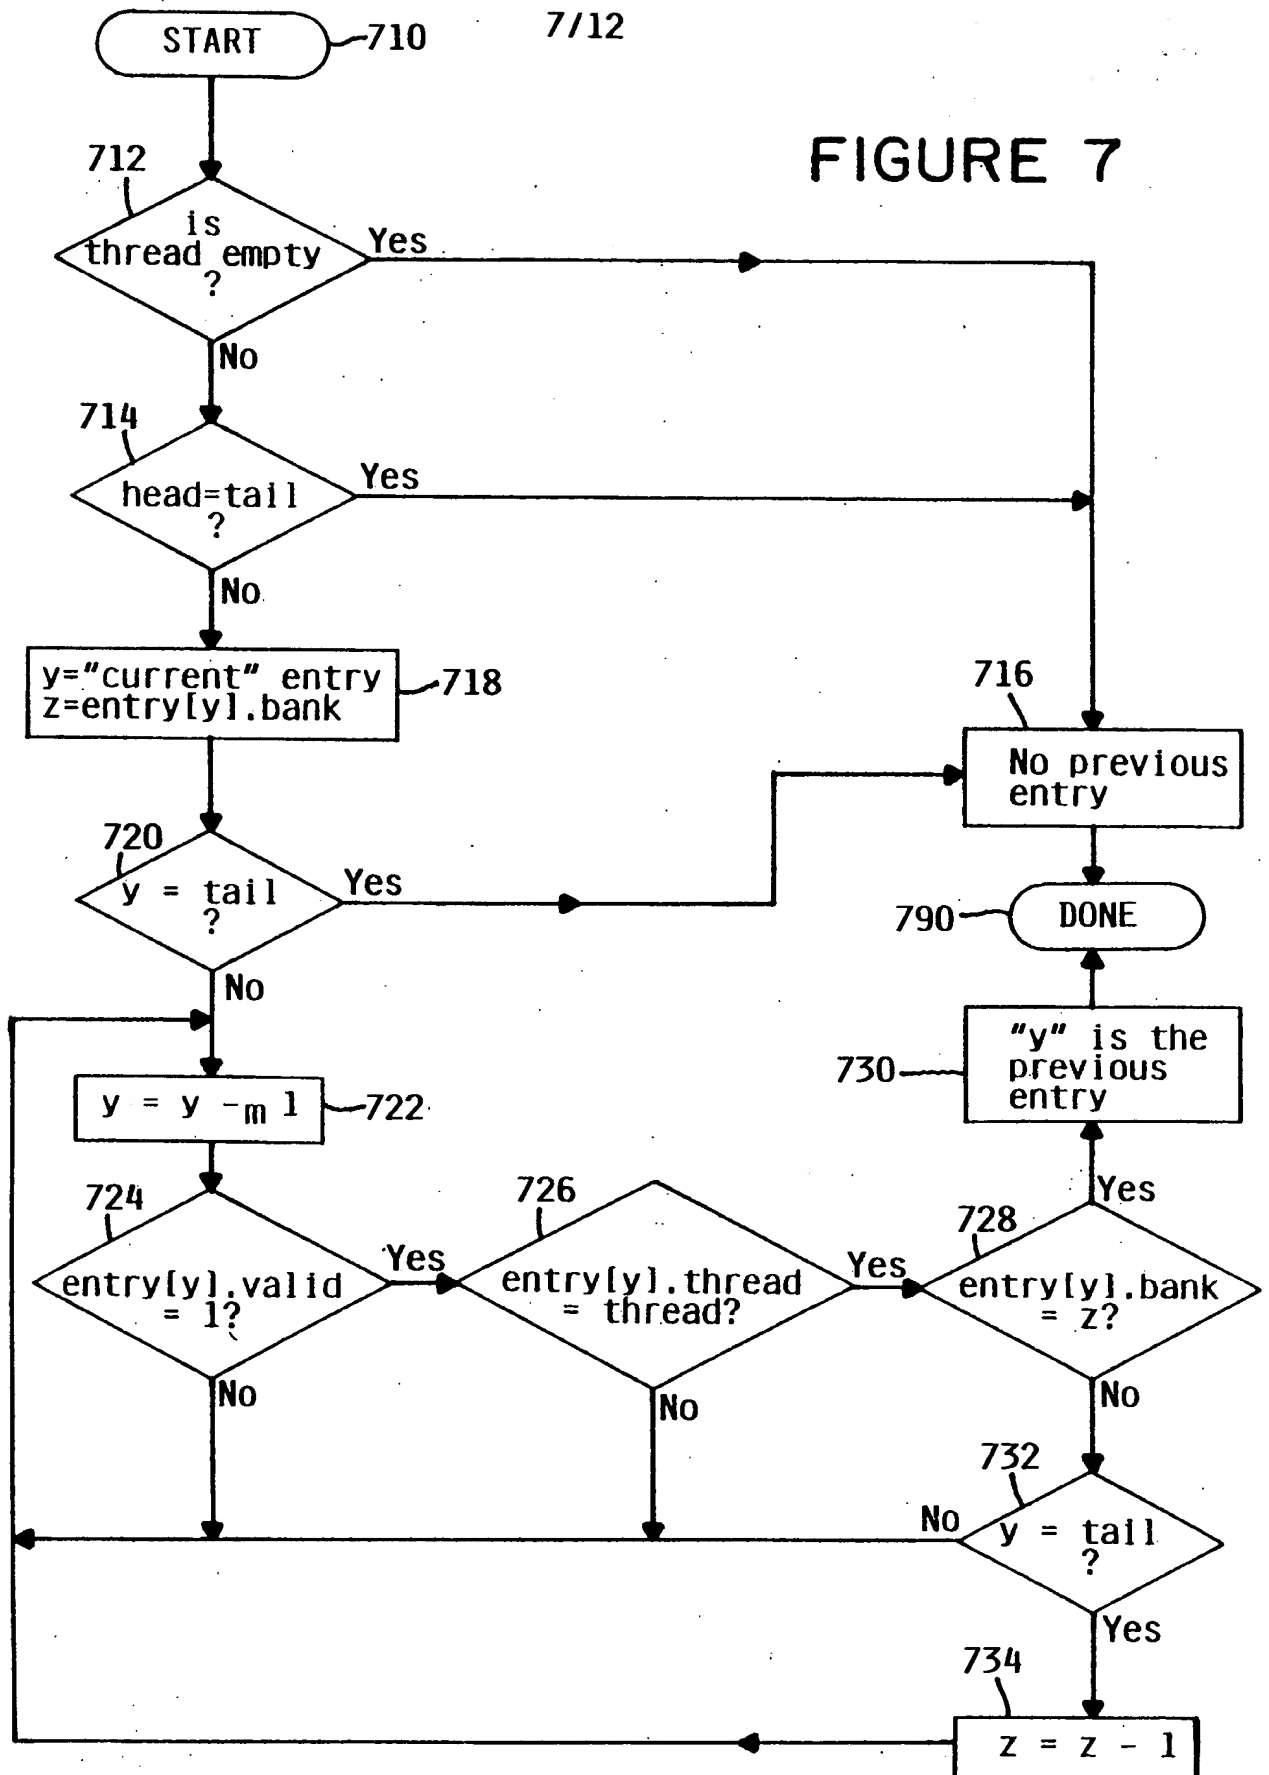 7/12
START
710
FIGURE 7
712
is
thread empty
?
Yes
No
714
head=tail
?
Yes
No
y="current" entry
z=entry[y].bank
718
716
No previous
entry
720
y = tail
?
Yes
No
790
DONE
"y" is the
previous
entry
730
y = y -m 1
722
724
entry[y].valid
= 1?
Yes
No
726
entry[y].thread
= thread?
Yes
No
728
entry[y].bank
= z?
Yes
No
732
y = tail
?
No
Yes
734
z = z - 1